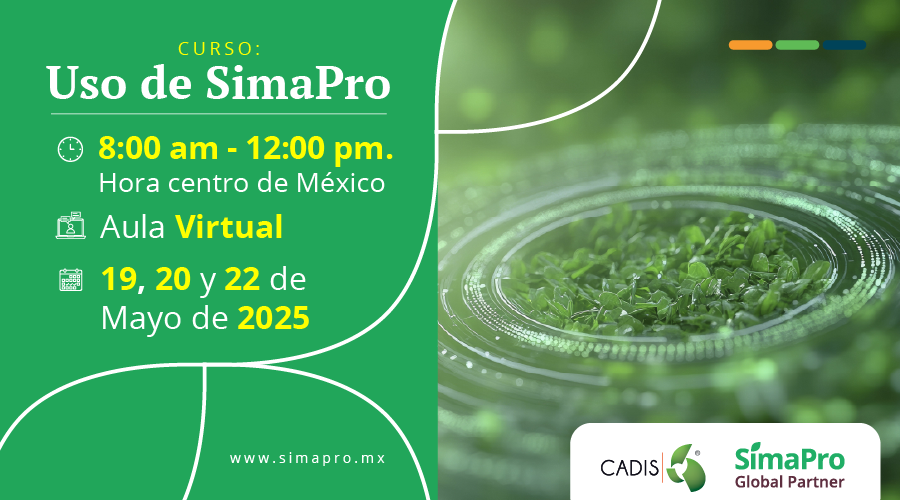 CURSO:
Uso de SimaPro
8:00 am - 12:00 pm.
Hora centro de México
Aula Virtual
19, 20 y 22 de
Mayo de 2025
www.simapro.mx
CADIS
SimaPro
Global Partner